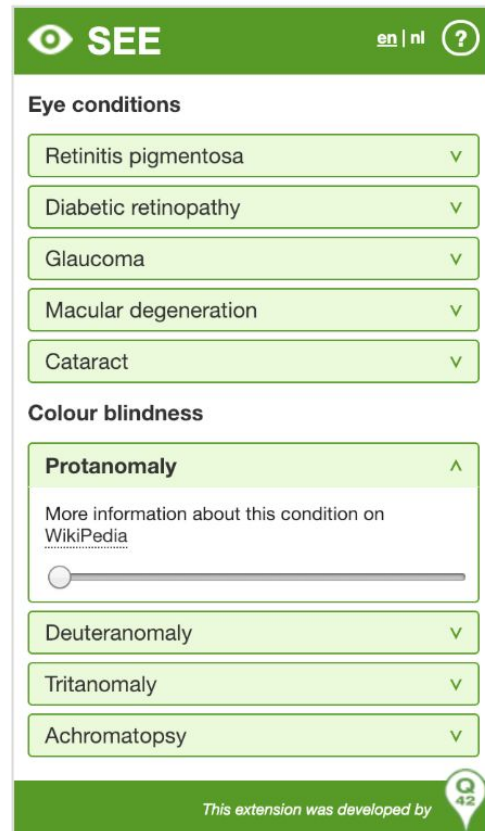 SEE
en | nl
?
Eye conditions
Retinitis pigmentosa
Diabetic retinopathy
Glaucoma
Macular degeneration
Cataract
Colour blindness
Protanomaly
More information about this condition on
WikiPedia
Deuteranomaly
Tritanomaly
Achromatopsy
This extension was developed by
Q
42